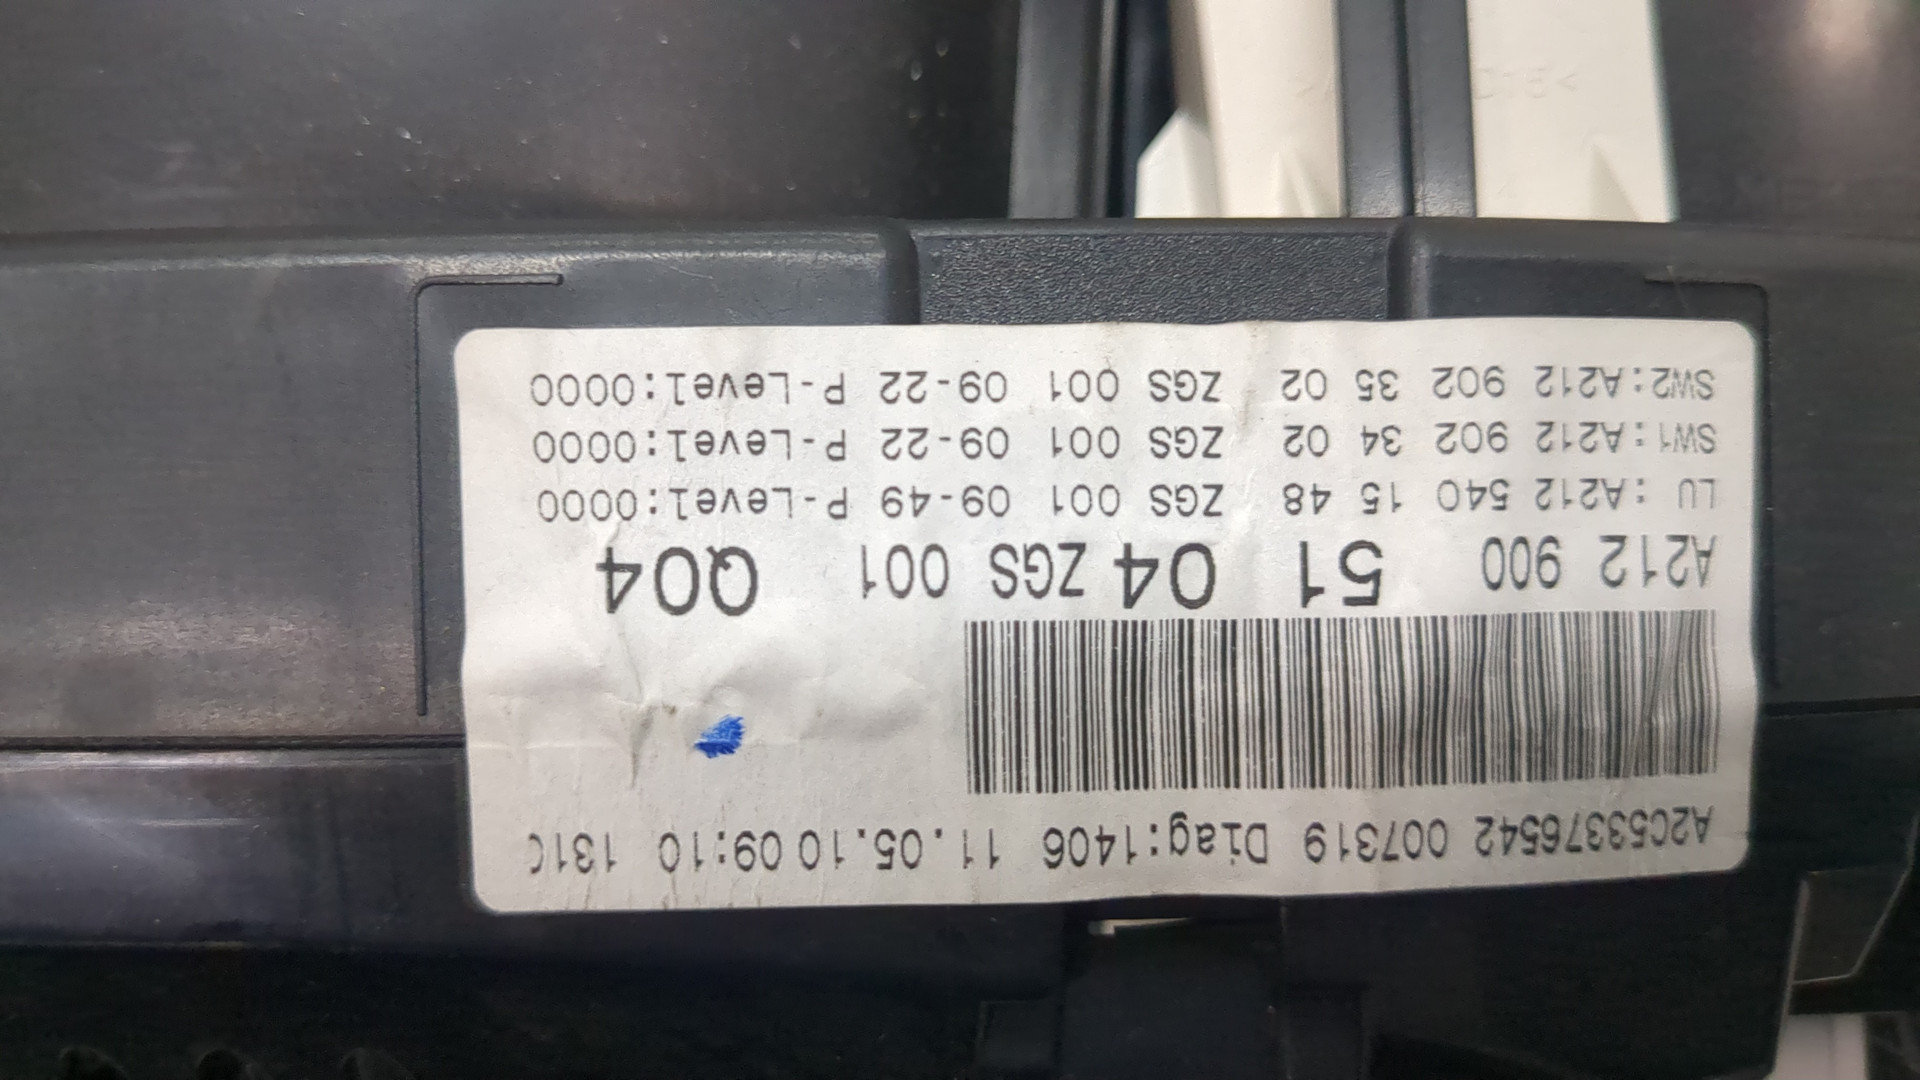 A2C53376542 007319 Diag:1406 11.05.10 09:10 131C
A212 900 51 04 ZGS 001 Q04
LU :A212 540 15 48 ZGS 001 09-49 P-Level:0000
SW1:A212 902 34 02 ZGS 001 09-22 P-Level:0000
SW2:A212 902 35 02 ZGS 001 09-22 P-Level:0000